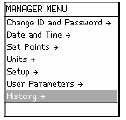 MANAGER MENU
Change ID and Password →
Date and Time →
Set Points →
Units →
Setup →
User Parameters →
History →